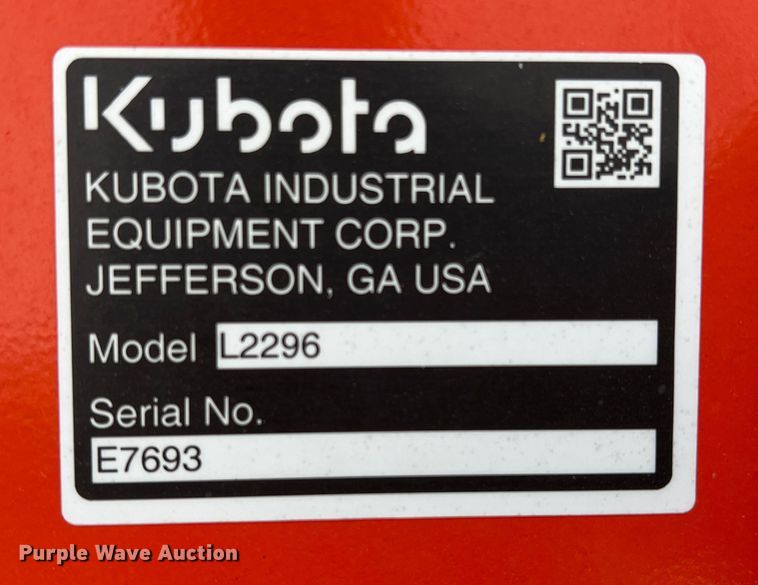 Kubota
KUBOTA INDUSTRIAL
EQUIPMENT CORP.
JEFFERSON, GA USA
Model L2296
Serial No.
E7693
Purple Wave Auction